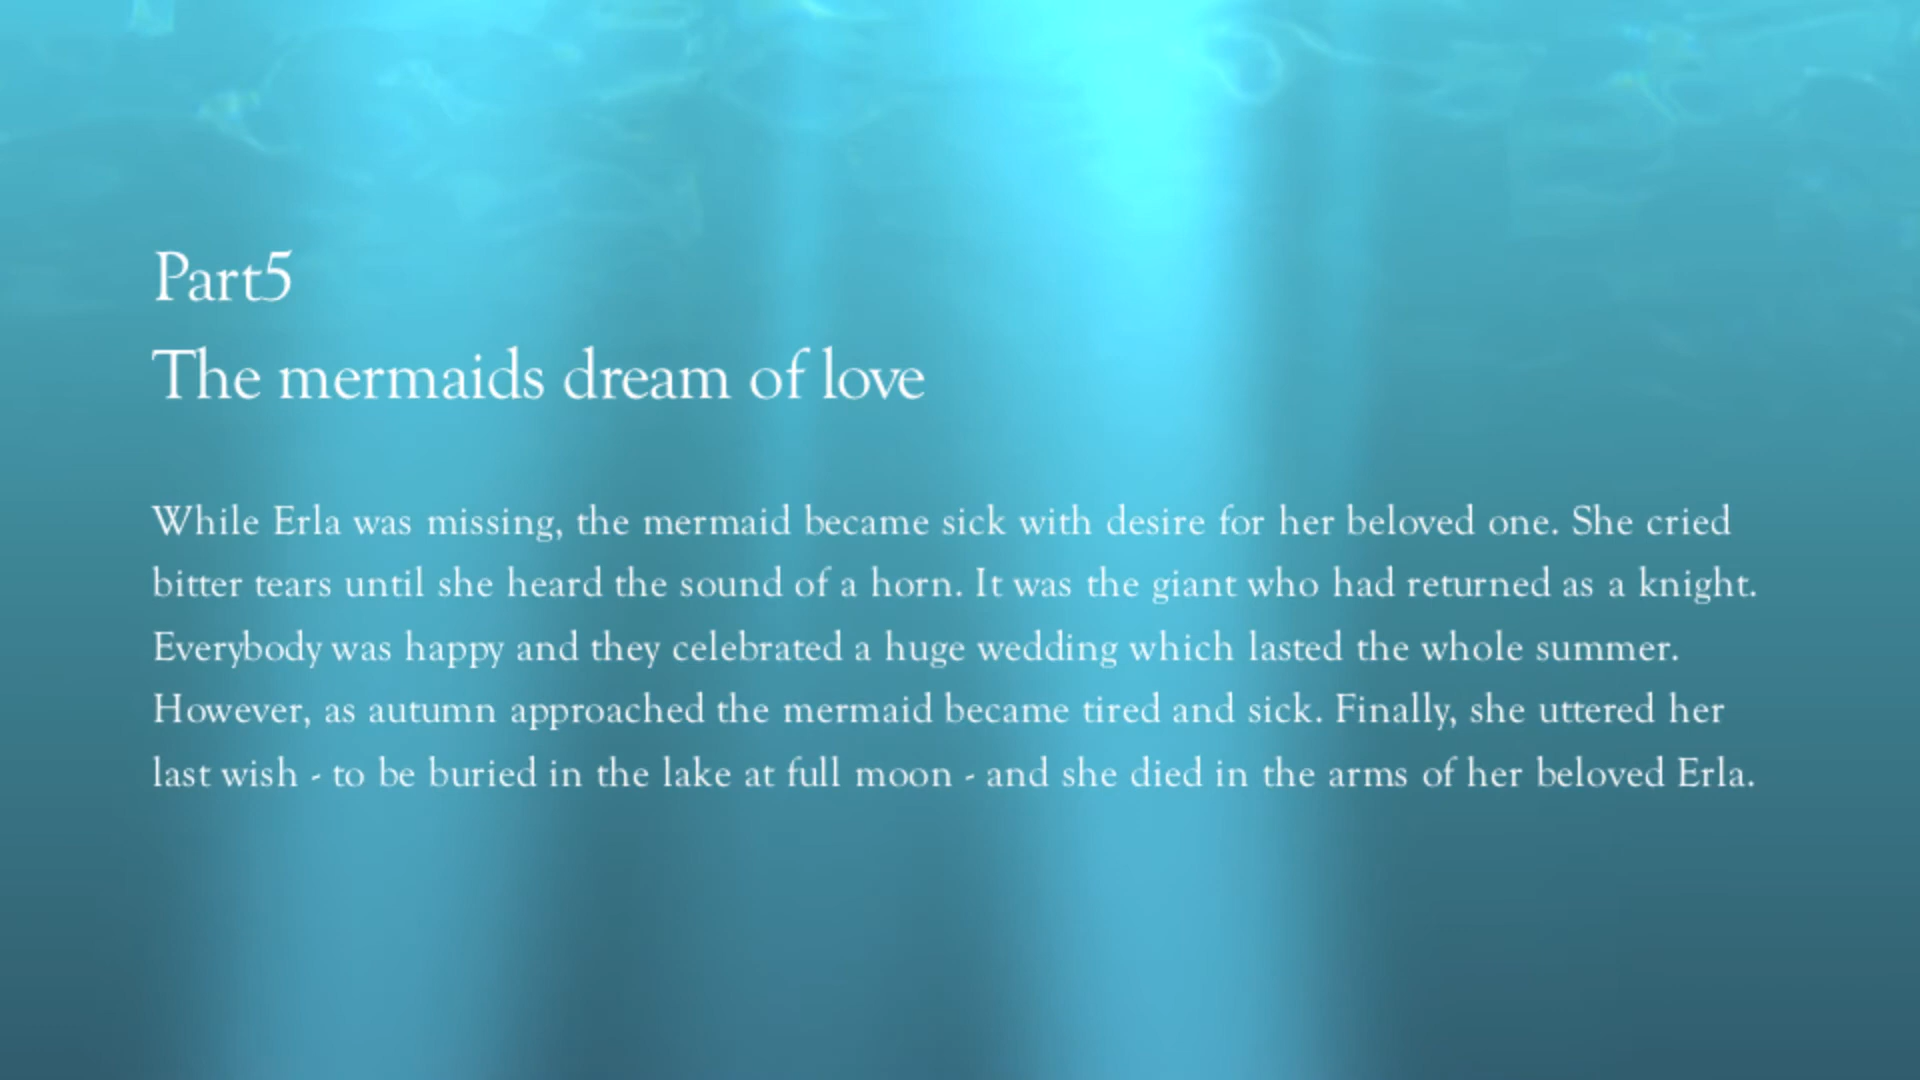 Part5
The mermaids dream of love
While Erla was missing, the mermaid became sick with desire for her beloved one. She cried
bitter tears until she heard the sound of a horn. It was the giant who had returned as a knight.
Everybody was happy and they celebrated a huge wedding which lasted the whole summer.
However, as autumn approached the mermaid became tired and sick. Finally, she uttered her
last wish - to be buried in the lake at full moon - and she died in the arms of her beloved Erla.